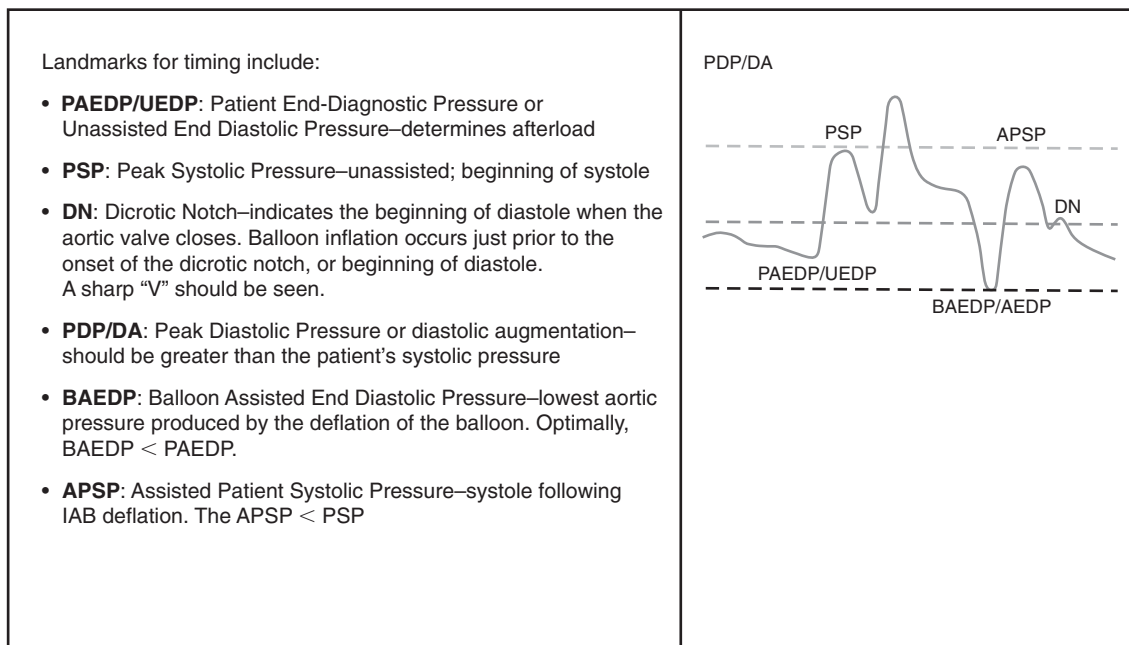 Landmarks for timing include:
• PAEDP/UEDP: Patient End-Diagnostic Pressure or
Unassisted End Diastolic Pressure–determines afterload
• PSP: Peak Systolic Pressure–unassisted; beginning of systole
• DN: Dicrotic Notch–indicates the beginning of diastole when the
aortic valve closes. Balloon inflation occurs just prior to the
onset of the dicrotic notch, or beginning of diastole.
A sharp “V” should be seen.
• PDP/DA: Peak Diastolic Pressure or diastolic augmentation–
should be greater than the patient’s systolic pressure
• BAEDP: Balloon Assisted End Diastolic Pressure–lowest aortic
pressure produced by the deflation of the balloon. Optimally,
BAEDP < PAEDP.
• APSP: Assisted Patient Systolic Pressure–systole following
IAB deflation. The APSP < PSP
PDP/DA
PSP
APSP
DN
PAEDP/UEDP
BAEDP/AEDP